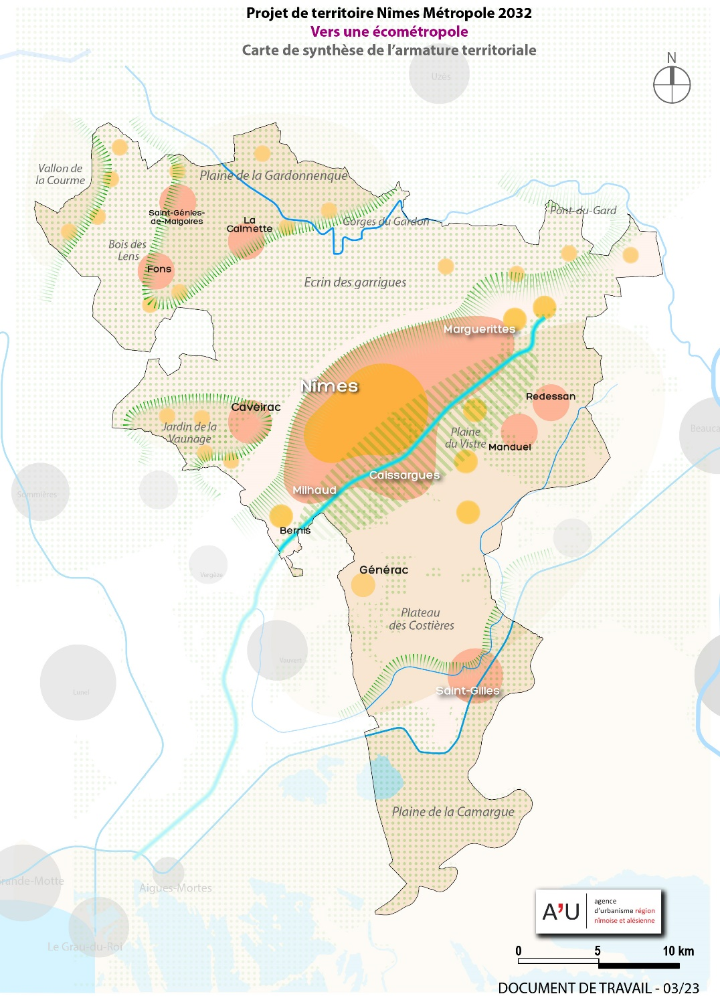 Projet de territoire Nîmes Métropole 2032
Vers une écométropole
Carte de synthèse de l'armature territoriale
N
Uzès
Vallon de
la Courme
Plaine de la Gardonnenque
Saint-Génies-
de-Malgoires
La
Calmette
Gorges du Gardon
Pont-du-Gard
Bois des
Lens
Fons
Ecrin des garrigues
Marguerittes
Nîmes
Redessan
Caveirac
Jardin de la
Vaunage
Plaine
du Vistre
Manduel
Beauca
Caissargues
Milhaud
Sommières
Bernis
Vergèze
Générac
Plateau
des Costières
Vauvert
Saint-Gilles
Lunel
Plaine de la Camargue
rande-Motte
Aigues-Mortes
Le Grau-du-Roi
A'U
agence
d'urbanisme région
nîmoise et alésienne
0 5 10 km
DOCUMENT DE TRAVAIL - 03/23